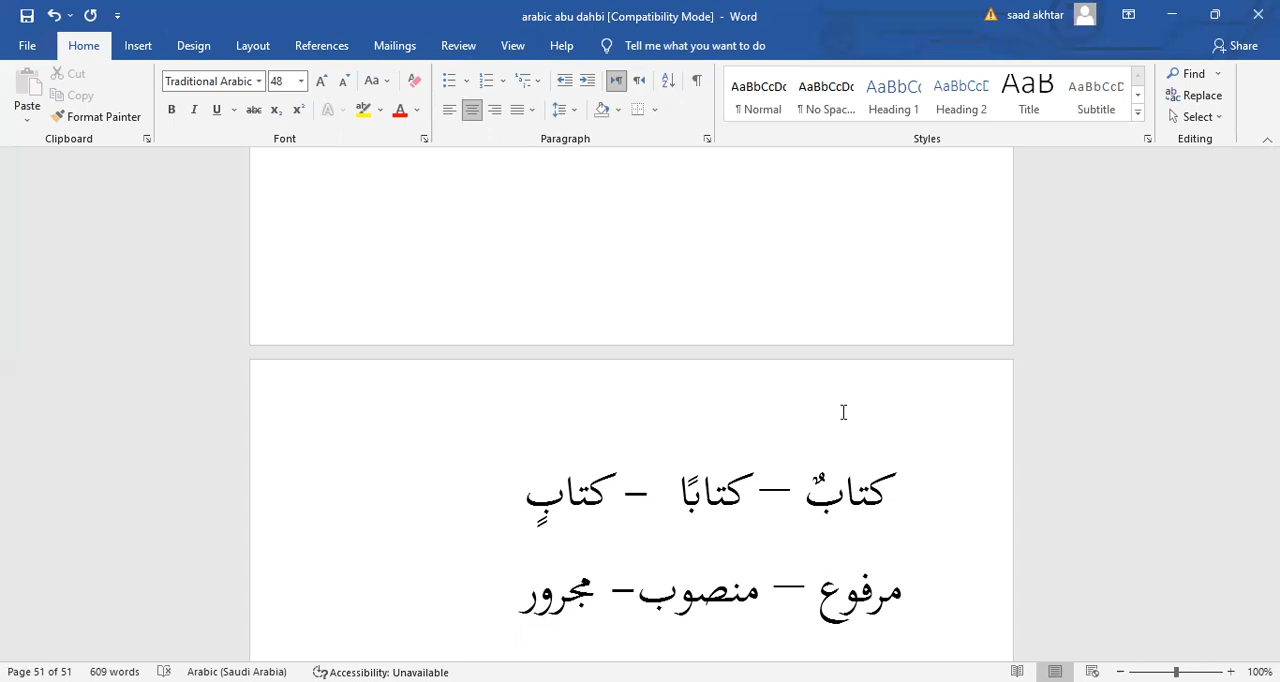 arabic abu dahbi [Compatibility Mode] - Word
saad akhtar
File Home Insert Design Layout References Mailings Review View Help Tell me what you want to do
Share
Paste
Cut
Copy
Format Painter
Clipboard
Traditional Arabic 48
Font
Paragraph
AaBbCcDc ¶ Normal
AaBbCcDc ¶ No Spac...
AaBbCc Heading 1
AaBbCcD Heading 2
AaB Title
AaBbCcD Subtitle
Styles
Find
Replace
Select
Editing
كتابٌ – كتابًا – كتابٍ
مرفوع – منصوب – مجرور
Page 51 of 51 609 words Arabic (Saudi Arabia) Accessibility: Unavailable 100%